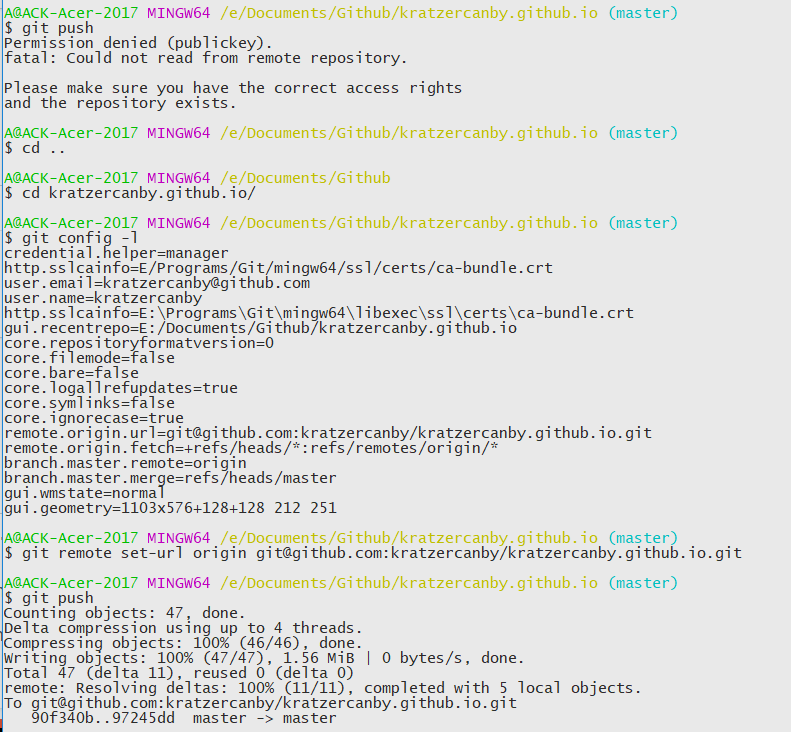 A@ACK-Acer-2017 MINGW64 /e/Documents/Github/kratzercanby.github.io (master)
$ git push
Permission denied (publickey).
fatal: Could not read from remote repository.
Please make sure you have the correct access rights
and the repository exists.
A@ACK-Acer-2017 MINGW64 /e/Documents/Github/kratzercanby.github.io (master)
$ cd ..
A@ACK-Acer-2017 MINGW64 /e/Documents/Github
$ cd kratzercanby.github.io/
A@ACK-Acer-2017 MINGW64 /e/Documents/Github/kratzercanby.github.io (master)
$ git config -l
credential.helper=manager
http.sslcainfo=E/Programs/Git/mingw64/ssl/certs/ca-bundle.crt
user.email=kratzercanby@github.com
user.name=kratzercanby
http.sslcainfo=E:\Programs\Git\mingw64\libexec\ssl\certs\ca-bundle.crt
gui.recentrepo=E:/Documents/Github/kratzercanby.github.io
core.repositoryformatversion=0
core.filemode=false
core.bare=false
core.logallrefupdates=true
core.symlinks=false
core.ignorecase=true
remote.origin.url=git@github.com:kratzercanby/kratzercanby.github.io.git
remote.origin.fetch=+refs/heads/*:refs/remotes/origin/*
branch.master.remote=origin
branch.master.merge=refs/heads/master
gui.wmstate=normal
gui.geometry=1103x576+128+128 212 251
A@ACK-Acer-2017 MINGW64 /e/Documents/Github/kratzercanby.github.io (master)
$ git remote set-url origin git@github.com:kratzercanby/kratzercanby.github.io.git
A@ACK-Acer-2017 MINGW64 /e/Documents/Github/kratzercanby.github.io (master)
$ git push
Counting objects: 47, done.
Delta compression using up to 4 threads.
Compressing objects: 100% (46/46), done.
Writing objects: 100% (47/47), 1.56 MiB | 0 bytes/s, done.
Total 47 (delta 11), reused 0 (delta 0)
remote: Resolving deltas: 100% (11/11), completed with 5 local objects.
To git@github.com:kratzercanby/kratzercanby.github.io.git
   90f340b..97245dd  master -> master